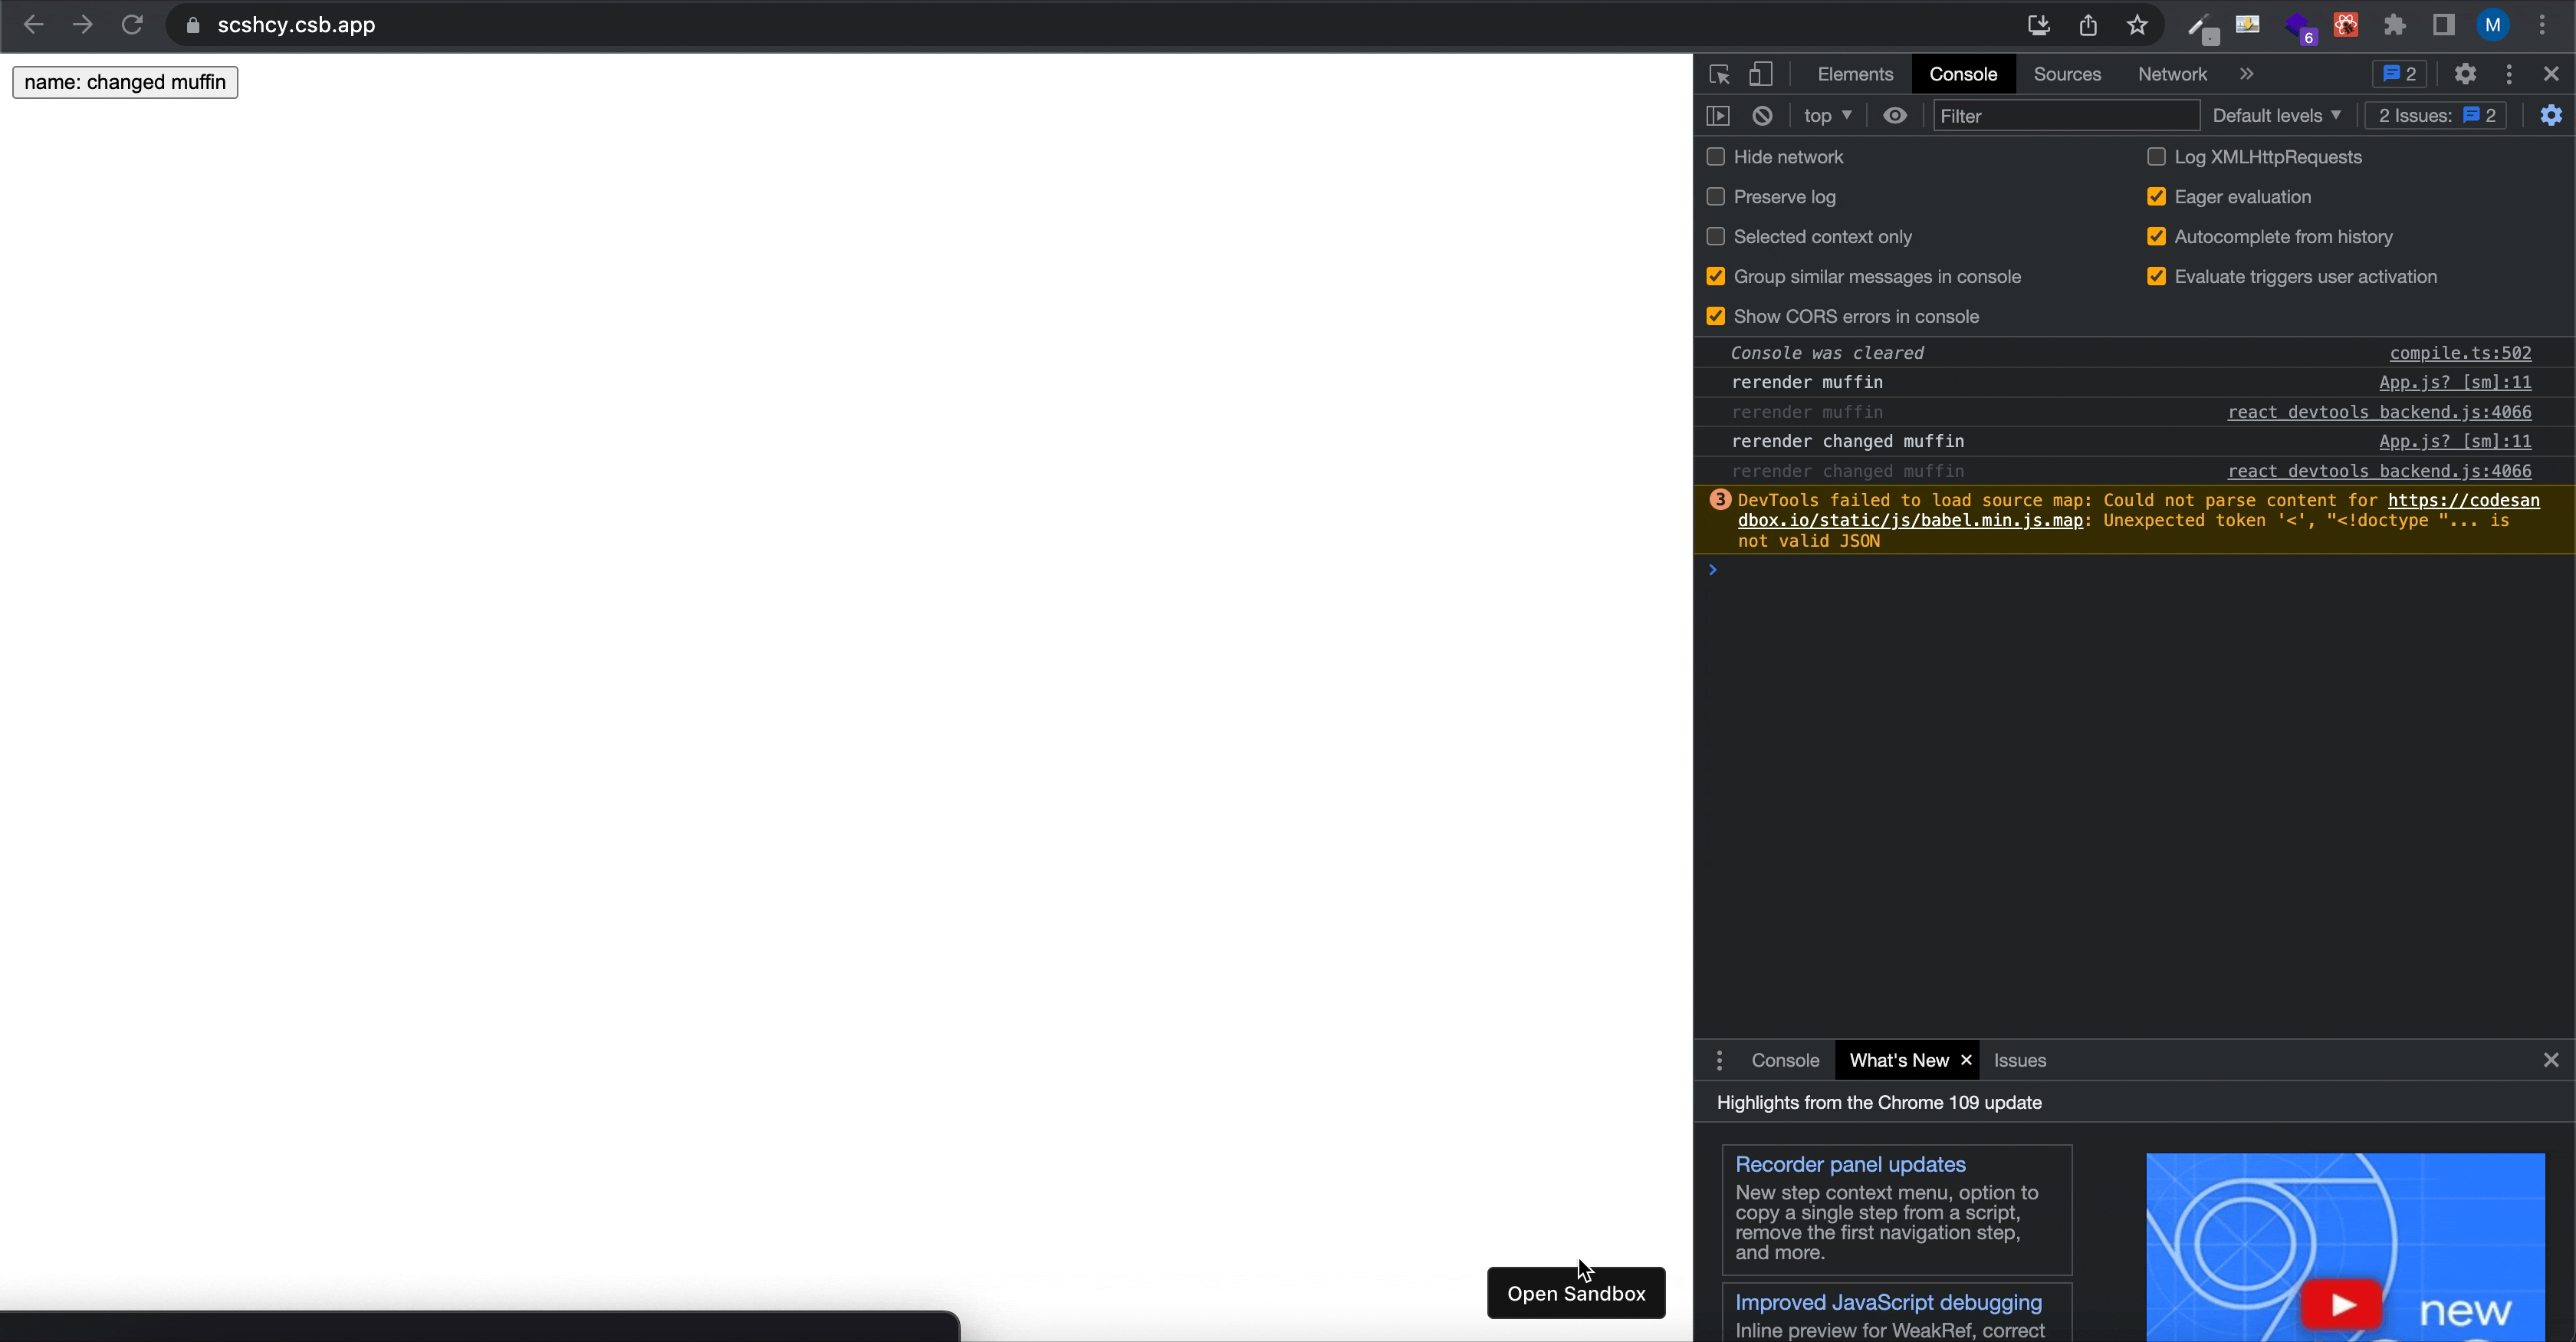 scshcy.csb.app
6
M
name: changed muffin
Elements
Console
Sources
Network
2
top
Filter
Default levels
2 Issues:
2
Hide network
Log XMLHttpRequests
Preserve log
Eager evaluation
Selected context only
Autocomplete from history
Group similar messages in console
Evaluate triggers user activation
Show CORS errors in console
Console was cleared
compile.ts:502
rerender muffin
App.js? [sm]:11
rerender muffin
react_devtools_backend.js:4066
rerender changed muffin
App.js? [sm]:11
rerender changed muffin
react_devtools_backend.js:4066
3
DevTools failed to load source map: Could not parse content for https://codesan
dbox.io/static/js/babel.min.js.map: Unexpected token '<', "<!doctype "... is
not valid JSON
Console
What's New
Issues
Highlights from the Chrome 109 update
Recorder panel updates
New step context menu, option to
copy a single step from a script,
remove the first navigation step,
and more.
Improved JavaScript debugging
Inline preview for WeakRef, correct
new
Open Sandbox